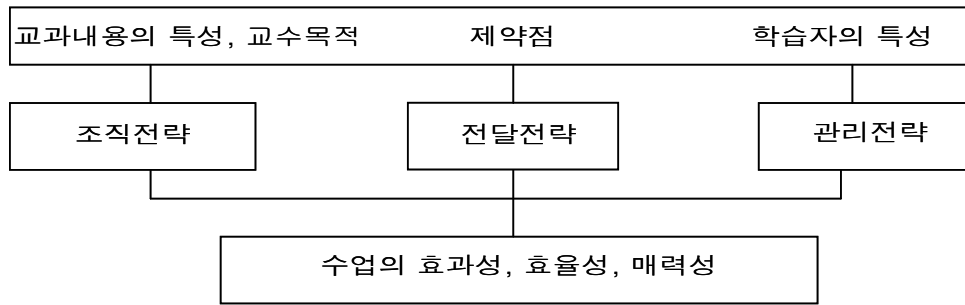 교과내용의 특성, 교수목적 제약점 학습자의 특성
조직전략 전달전략 관리전략
수업의 효과성, 효율성, 매력성